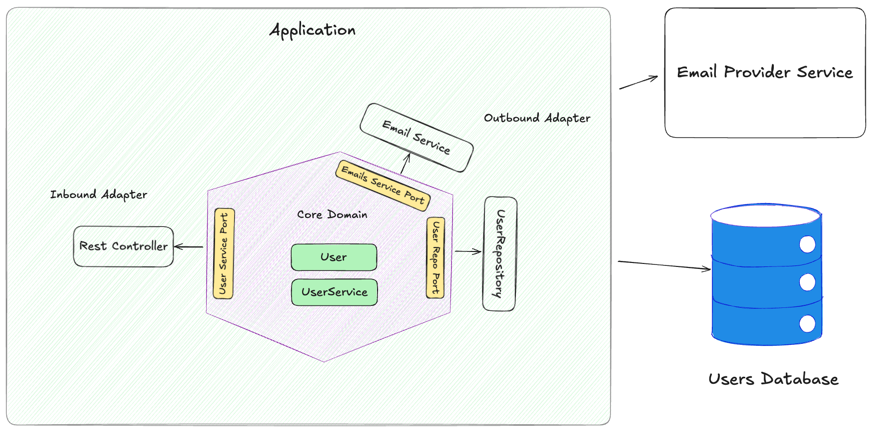 Application
Email Provider Service
Email Service
Outbound Adapter
Emails Service Port
Inbound Adapter
Core Domain
Rest Controller
User Service Port
User
UserService
User Repo Port
UserRepository
Users Database